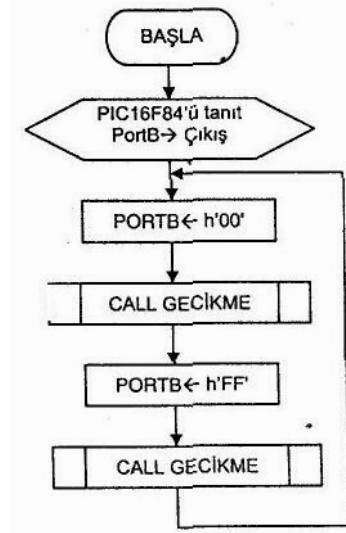 BAŞLA
PIC16F84'ü tanıt
PortB→ Çıkış
PORTB← h'00'
CALL GECİKME
PORTB← h'FF'
CALL GECİKME